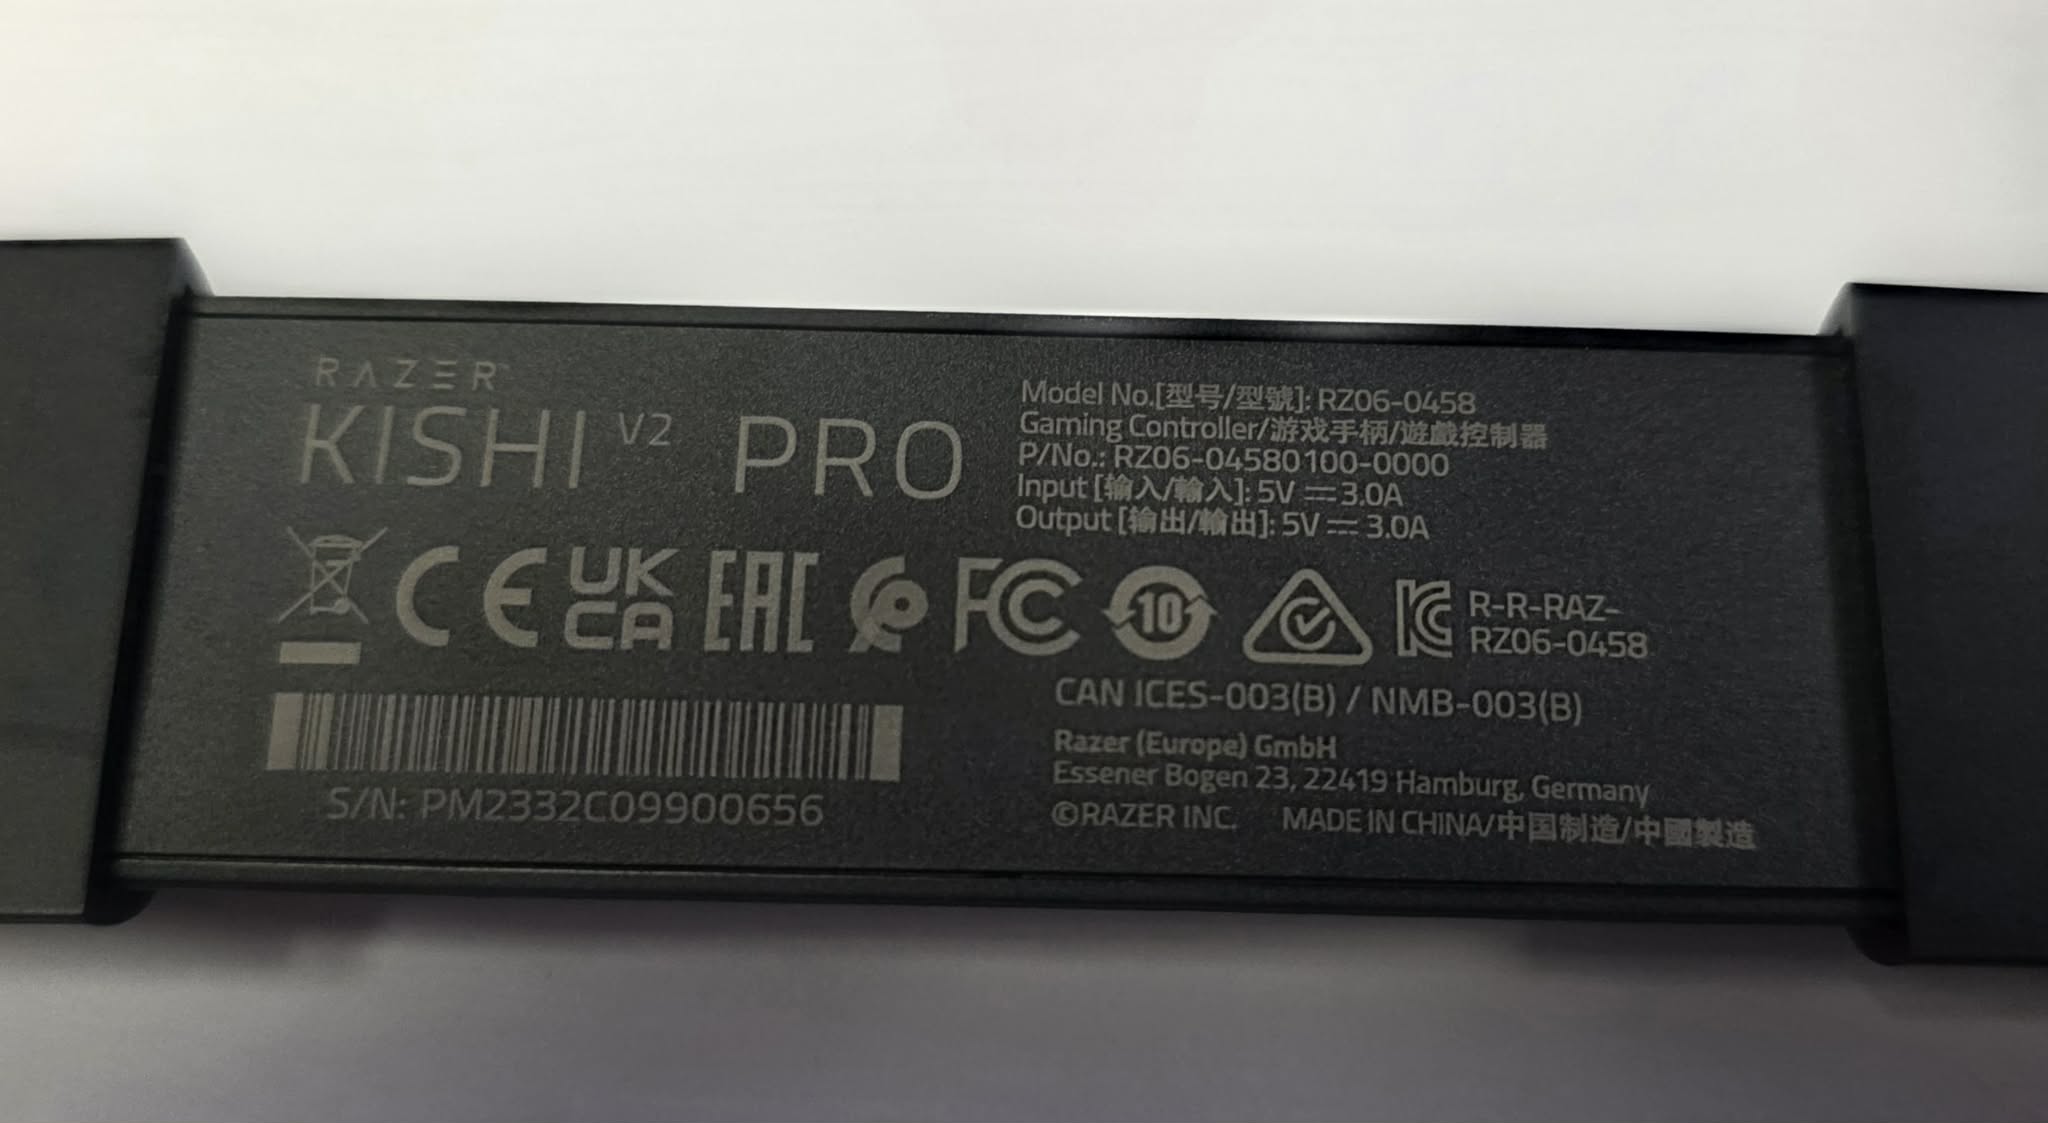 RAZER™
KISHI V2 PRO
Model No.[型号/型號]: RZ06-0458
Gaming Controller/游戏手柄/遊戲控制器
P/No.: RZ06-04580100-0000
Input [输入/輸入]: 5V ⎓ 3.0A
Output [输出/輸出]: 5V ⎓ 3.0A
CE UK CA EAC FC 10 KC
R-R-RAZ-
RZ06-0458
CAN ICES-003(B) / NMB-003(B)
Razer (Europe) GmbH
Essener Bogen 23, 22419 Hamburg, Germany
©RAZER INC. MADE IN CHINA/中国制造/中國製造
S/N: PM2332C09900656